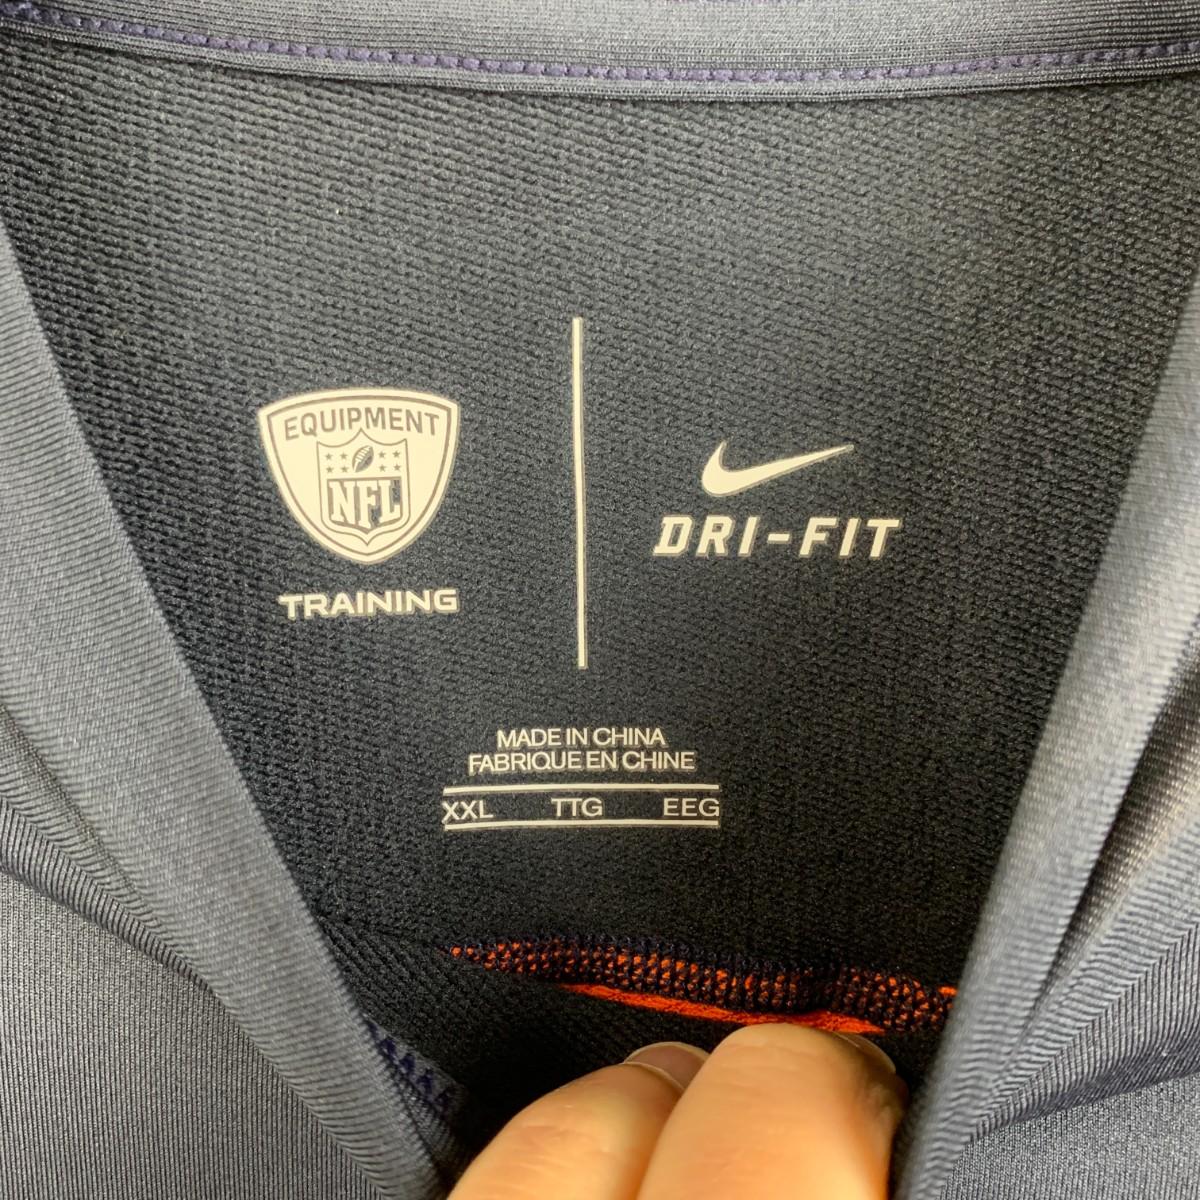 EQUIPMENT
NFL
TRAINING
DRI-FIT
MADE IN CHINA
FABRIQUE EN CHINE
XXL TTG EEG